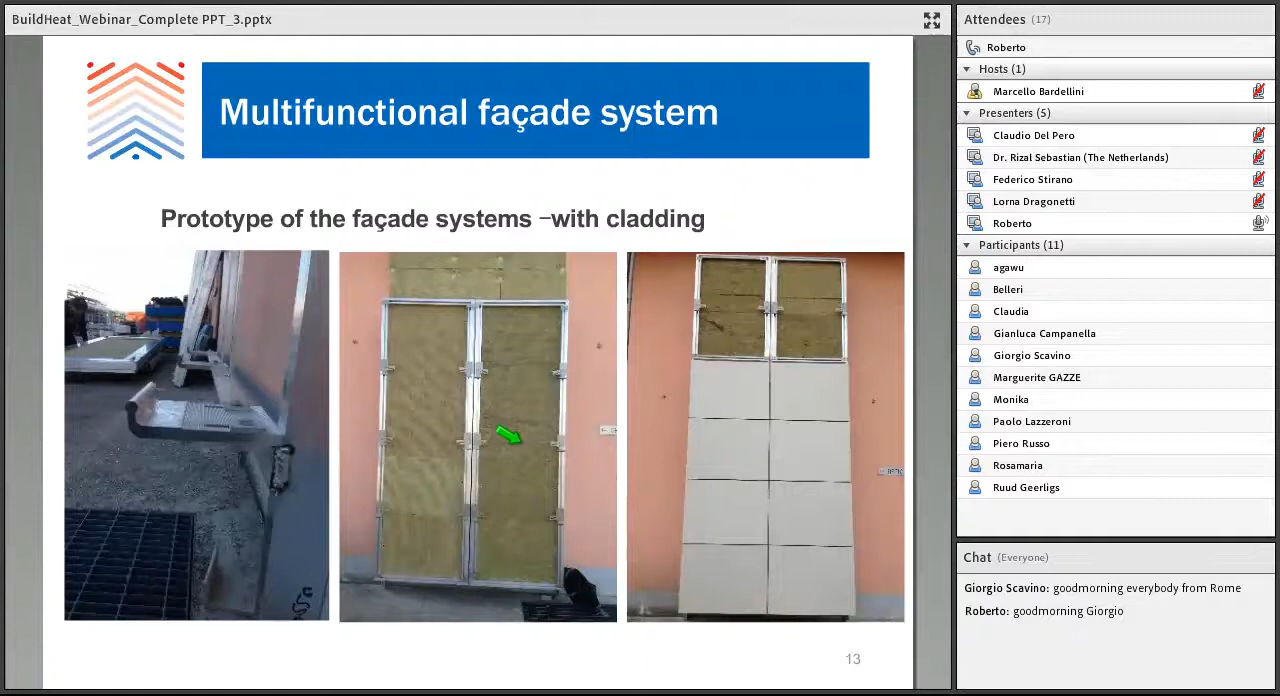 BuildHeat_Webinar_Complete PPT_3.pptx
Multifunctional façade system
Prototype of the façade systems –with cladding
13
Attendees (17)
Roberto
Hosts (1)
Marcello Bardellini
Presenters (5)
Claudio Del Pero
Dr. Rizal Sebastian (The Netherlands)
Federico Stirano
Lorna Dragonetti
Roberto
Participants (11)
agawu
Belleri
Claudia
Gianluca Campanella
Giorgio Scavino
Marguerite GAZZE
Monika
Paolo Lazzeroni
Piero Russo
Rosamaria
Ruud Geerligs
Chat (Everyone)
Giorgio Scavino: goodmorning everybody from Rome
Roberto: goodmorning Giorgio